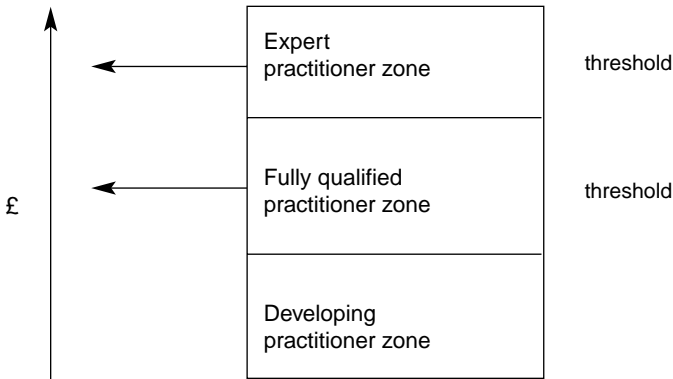 Expert
practitioner zone
threshold
£
Fully qualified
practitioner zone
threshold
Developing
practitioner zone